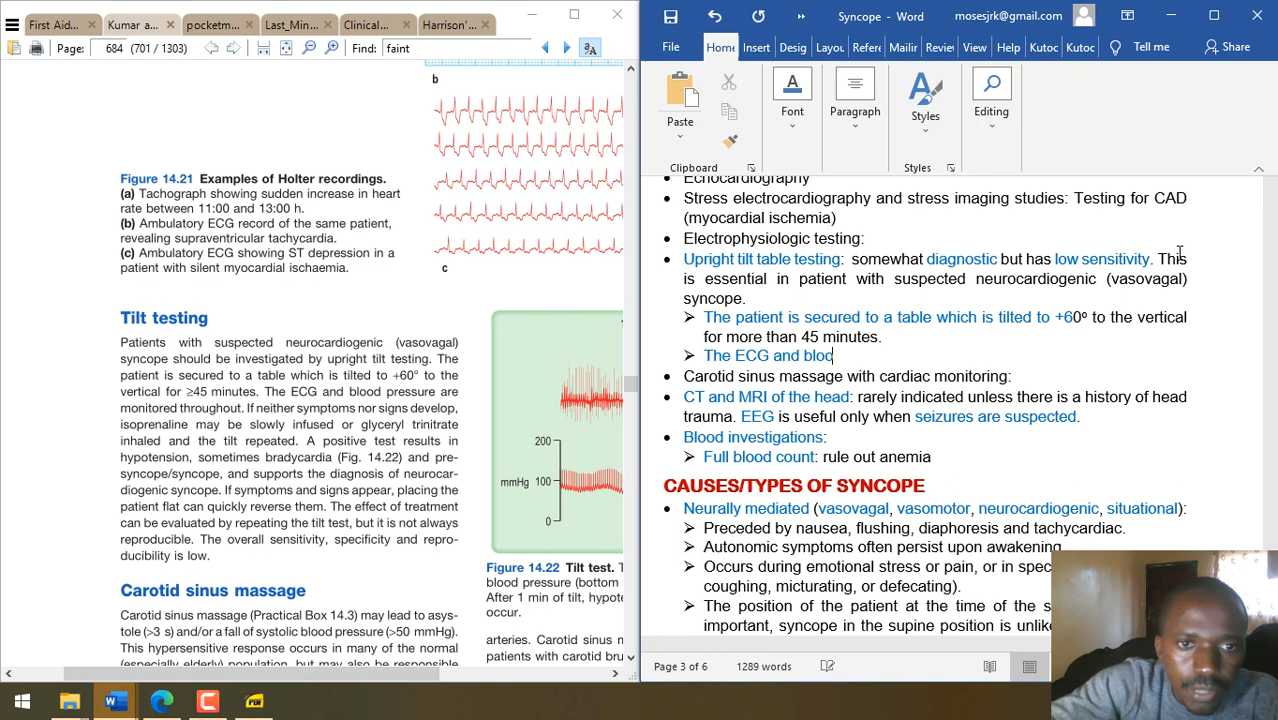 First Aid...
Kumar a...
pocketm...
Last_Min...
Clinical...
Harrison'...
Page: 684 (701 / 1303)
Find: faint
b
Figure 14.21 Examples of Holter recordings.
(a) Tachograph showing sudden increase in heart
rate between 11:00 and 13:00 h.
(b) Ambulatory ECG record of the same patient,
revealing supraventricular tachycardia.
(c) Ambulatory ECG showing ST depression in a
patient with silent myocardial ischaemia.
c
Tilt testing
Patients with suspected neurocardiogenic (vasovagal)
syncope should be investigated by upright tilt testing. The
patient is secured to a table which is tilted to +60° to the
vertical for ≥45 minutes. The ECG and blood pressure are
monitored throughout. If neither symptoms nor signs develop,
isoprenaline may be slowly infused or glyceryl trinitrate
inhaled and the tilt repeated. A positive test results in
hypotension, sometimes bradycardia (Fig. 14.22) and pre-
syncope/syncope, and supports the diagnosis of neurocar-
diogenic syncope. If symptoms and signs appear, placing the
patient flat can quickly reverse them. The effect of treatment
can be evaluated by repeating the tilt test, but it is not always
reproducible. The overall sensitivity, specificity and repro-
ducibility is low.
Carotid sinus massage
Carotid sinus massage (Practical Box 14.3) may lead to asys-
tole (>3 s) and/or a fall of systolic blood pressure (>50 mmHg).
This hypersensitive response occurs in many of the normal
(especially elderly) population, but may also be responsible
200
mmHg 100
0
Figure 14.22 Tilt test.
blood pressure (bottom
After 1 min of tilt, hypote
occur.
arteries. Carotid sinus m
patients with carotid bru
Syncope - Word
mosesjrk@gmail.com
File Home Insert Desig Layou Refere Mailir Review View Help Kutoc Kutoc Tell me Share
Paste
Font
Paragraph
Styles
Editing
Clipboard
Styles
Echocardiography
• Stress electrocardiography and stress imaging studies: Testing for CAD
(myocardial ischemia)
• Electrophysiologic testing:
• Upright tilt table testing: somewhat diagnostic but has low sensitivity. This
is essential in patient with suspected neurocardiogenic (vasovagal)
syncope.
➢ The patient is secured to a table which is tilted to +60º to the vertical
for more than 45 minutes.
➢ The ECG and bloo
• Carotid sinus massage with cardiac monitoring:
• CT and MRI of the head: rarely indicated unless there is a history of head
trauma. EEG is useful only when seizures are suspected.
• Blood investigations:
➢ Full blood count: rule out anemia
CAUSES/TYPES OF SYNCOPE
• Neurally mediated (vasovagal, vasomotor, neurocardiogenic, situational):
➢ Preceded by nausea, flushing, diaphoresis and tachycardiac.
➢ Autonomic symptoms often persist upon awakening.
➢ Occurs during emotional stress or pain, or in spec
coughing, micturating, or defecating).
➢ The position of the patient at the time of the s
important, syncope in the supine position is unlik
Page 3 of 6 1289 words